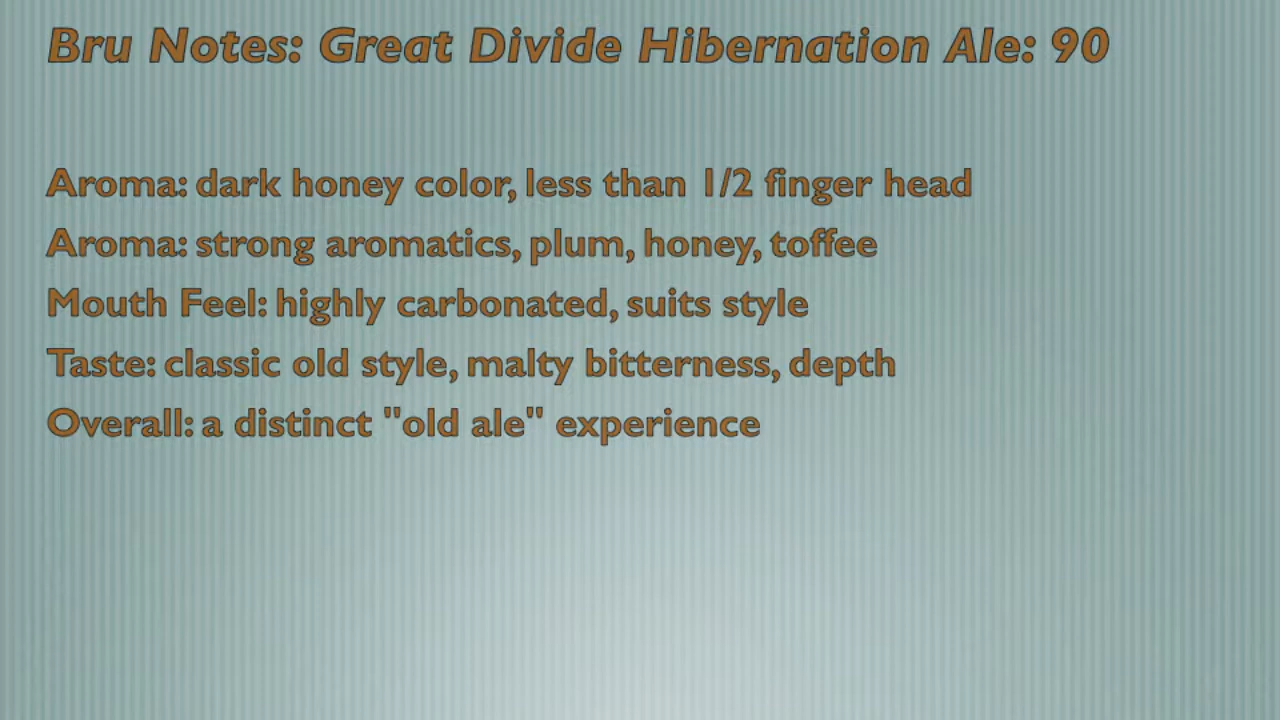 Bru Notes: Great Divide Hibernation Ale: 90
Aroma: dark honey color, less than 1/2 finger head
Aroma: strong aromatics, plum, honey, toffee
Mouth Feel: highly carbonated, suits style
Taste: classic old style, malty bitterness, depth
Overall: a distinct "old ale" experience